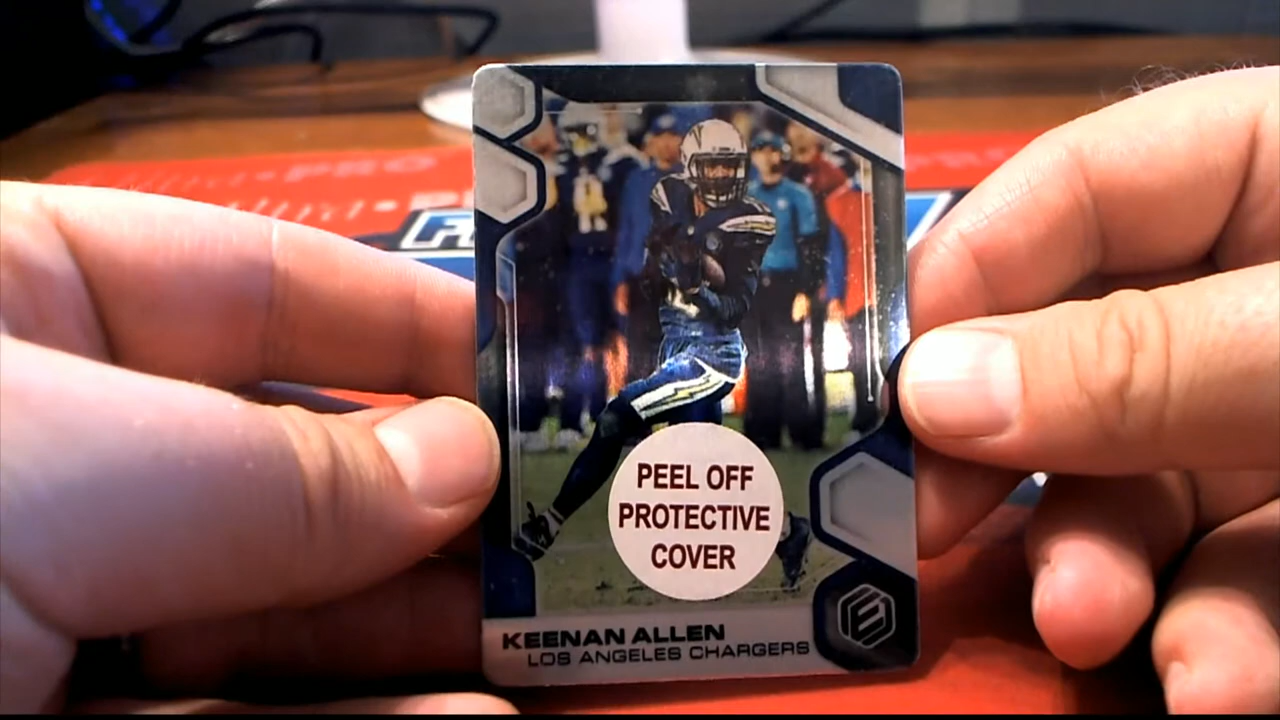 PEEL OFF
PROTECTIVE
COVER
KEENAN ALLEN
LOS ANGELES CHARGERS